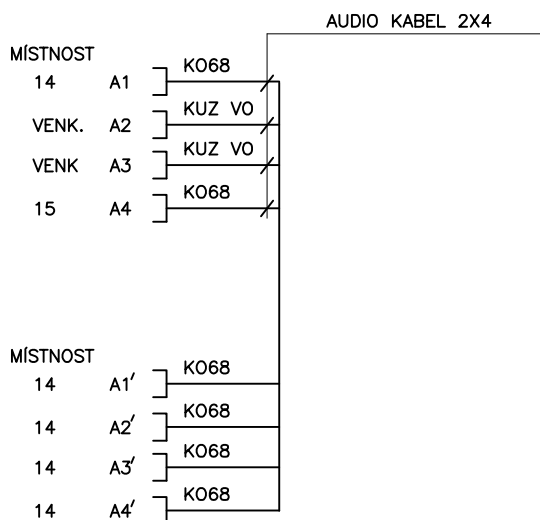 AUDIO KABEL 2X4
MÍSTNOST
14 A1 KO68
VENK. A2 KUZ VO
VENK A3 KUZ VO
15 A4 KO68
MÍSTNOST
14 A1' KO68
14 A2' KO68
14 A3' KO68
14 A4' KO68